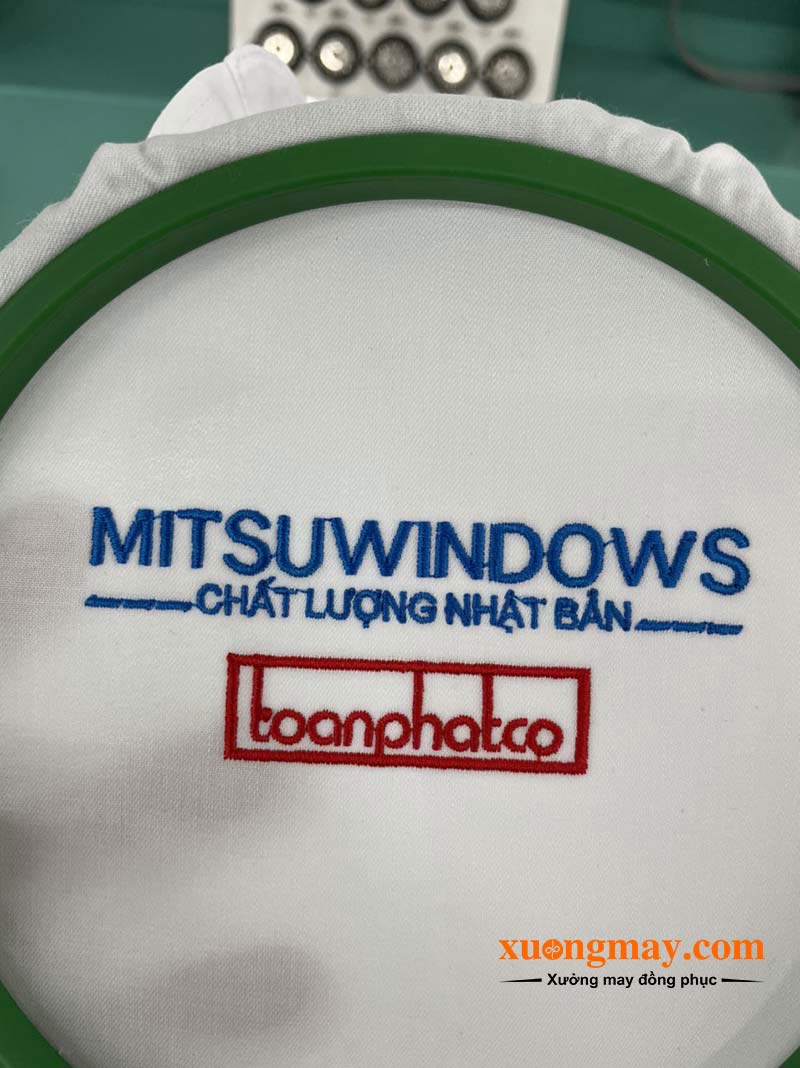 MITSUWINDOWS
CHẤT LƯỢNG NHẬT BẢN
toanphatco
xuongmay.com
Xưởng may đồng phục